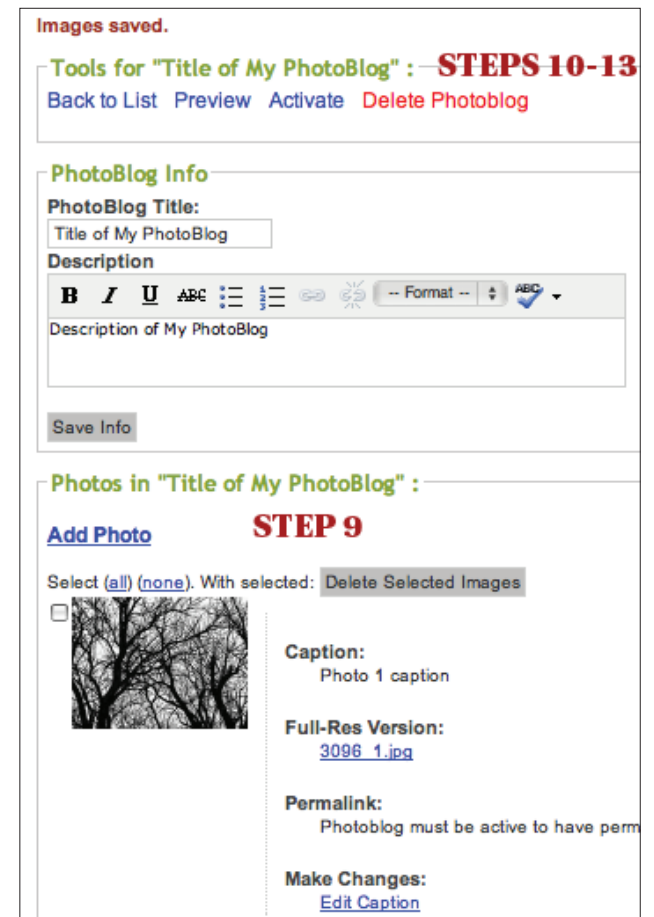 Images saved.
Tools for "Title of My PhotoBlog" : STEPS 10-13
Back to List Preview Activate Delete Photoblog
PhotoBlog Info
PhotoBlog Title:
Title of My PhotoBlog
Description
B I U ABC -- Format -- ABC
Description of My PhotoBlog
Save Info
Photos in "Title of My PhotoBlog" :
Add Photo STEP 9
Select (all) (none). With selected: Delete Selected Images
Caption:
Photo 1 caption
Full-Res Version:
3096_1.jpg
Permalink:
Photoblog must be active to have perm
Make Changes:
Edit Caption